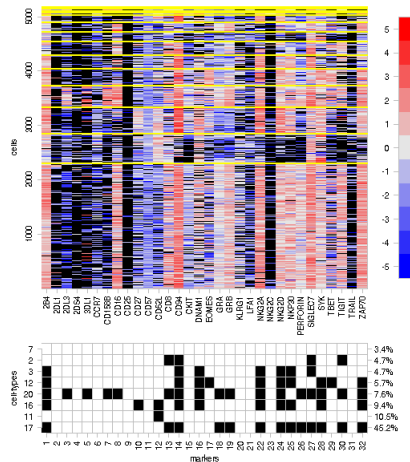 5000
4000
3000
2000
1000
cells
5
4
3
2
1
0
-1
-2
-3
-4
-5
2B4
2DL1
2DL3
2DS4
3DL1
CCR7
CD158B
CD16
CD25
CD27
CD57
CD62L
CD8
CD94
CKIT
DNAM1
EOMES
GRA
GRB
KLRG1
LFA1
NKG2A
NKG2C
NKG2D
NKP30
PERFORIN
SIGLEC7
SYK
TBET
TIGIT
TRAIL
ZAP70
cell-types
7 3.4%
2 4.7%
3 4.7%
12 5.7%
20 7.6%
16 9.4%
11 10.5%
17 45.2%
1 2 3 4 5 6 7 8 9 10 11 12 13 14 15 16 17 18 19 20 21 22 23 24 25 26 27 28 29 30 31 32
markers